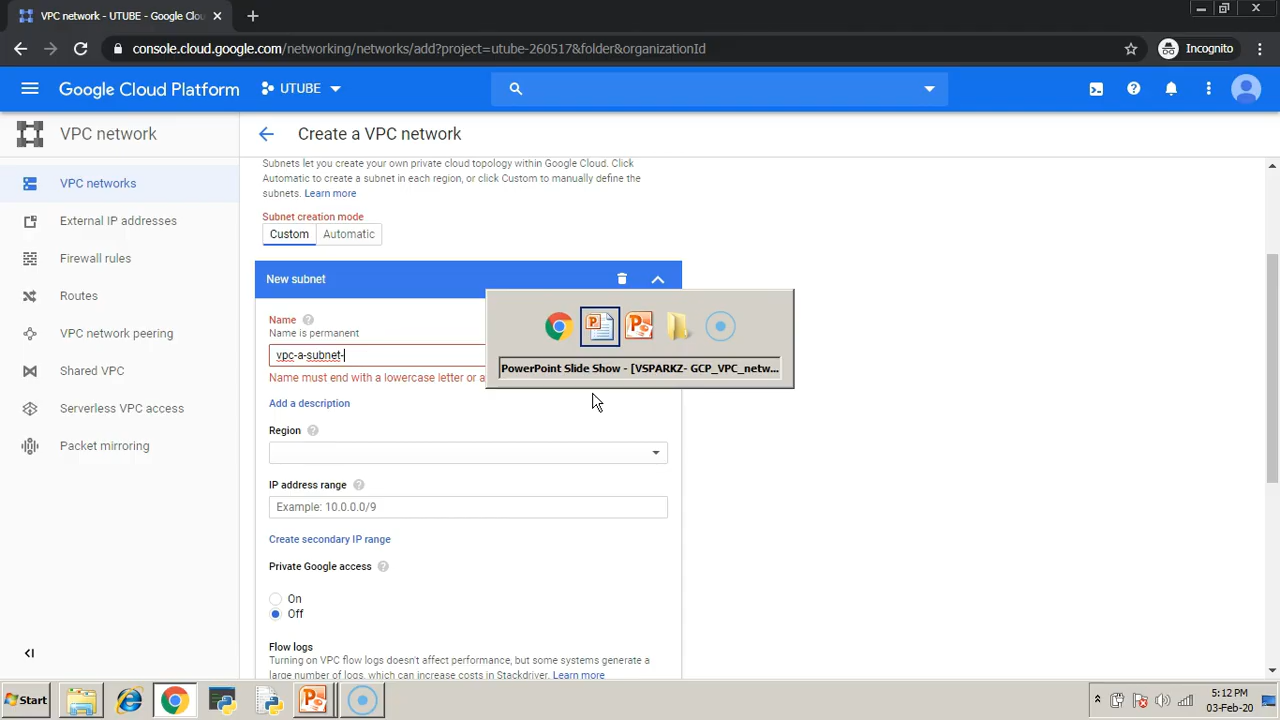 VPC network - UTUBE - Google Clou
console.cloud.google.com/networking/networks/add?project=utube-260517&folder&organizationId
Incognito
Google Cloud Platform
UTUBE
VPC network
Create a VPC network
VPC networks
External IP addresses
Firewall rules
Routes
VPC network peering
Shared VPC
Serverless VPC access
Packet mirroring
Subnets let you create your own private cloud topology within Google Cloud. Click
Automatic to create a subnet in each region, or click Custom to manually define the
subnets. Learn more
Subnet creation mode
Custom
Automatic
New subnet
Name
Name is permanent
vpc-a-subnet-
Name must end with a lowercase letter or a
PowerPoint Slide Show - [VSPARKZ- GCP_VPC_netw...
Add a description
Region
IP address range
Example: 10.0.0.0/9
Create secondary IP range
Private Google access
On
Off
Flow logs
Turning on VPC flow logs doesn't affect performance, but some systems generate a
large number of logs, which can increase costs in Stackdriver. Learn more
Start
5:12 PM
03-Feb-20